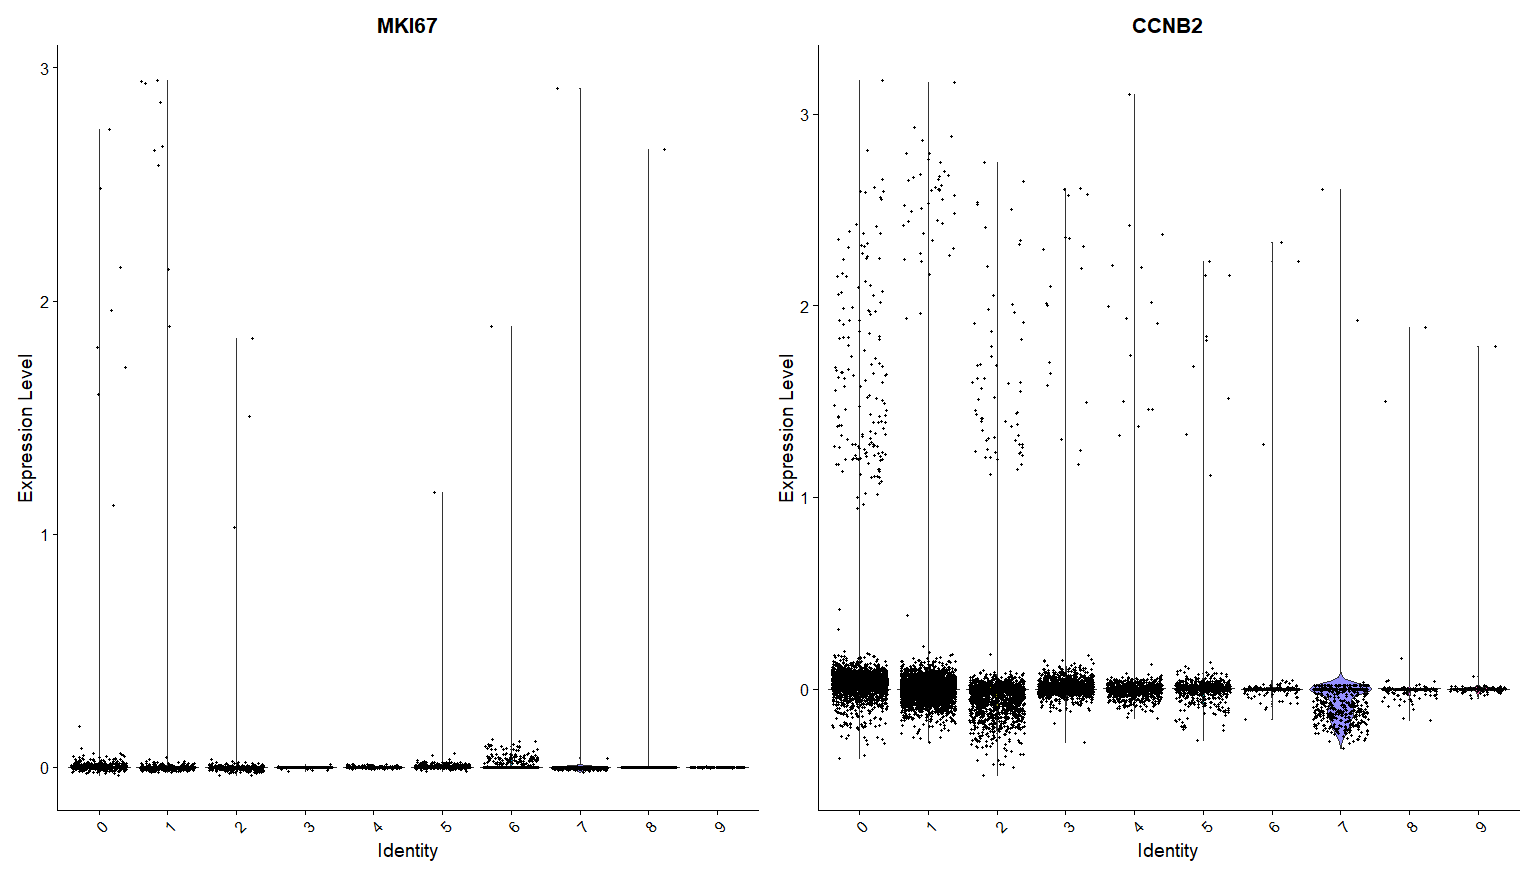 MKI67
Expression Level
3
2
1
0
0 1 2 3 4 5 6 7 8 9
Identity
CCNB2
Expression Level
3
2
1
0
0 1 2 3 4 5 6 7 8 9
Identity